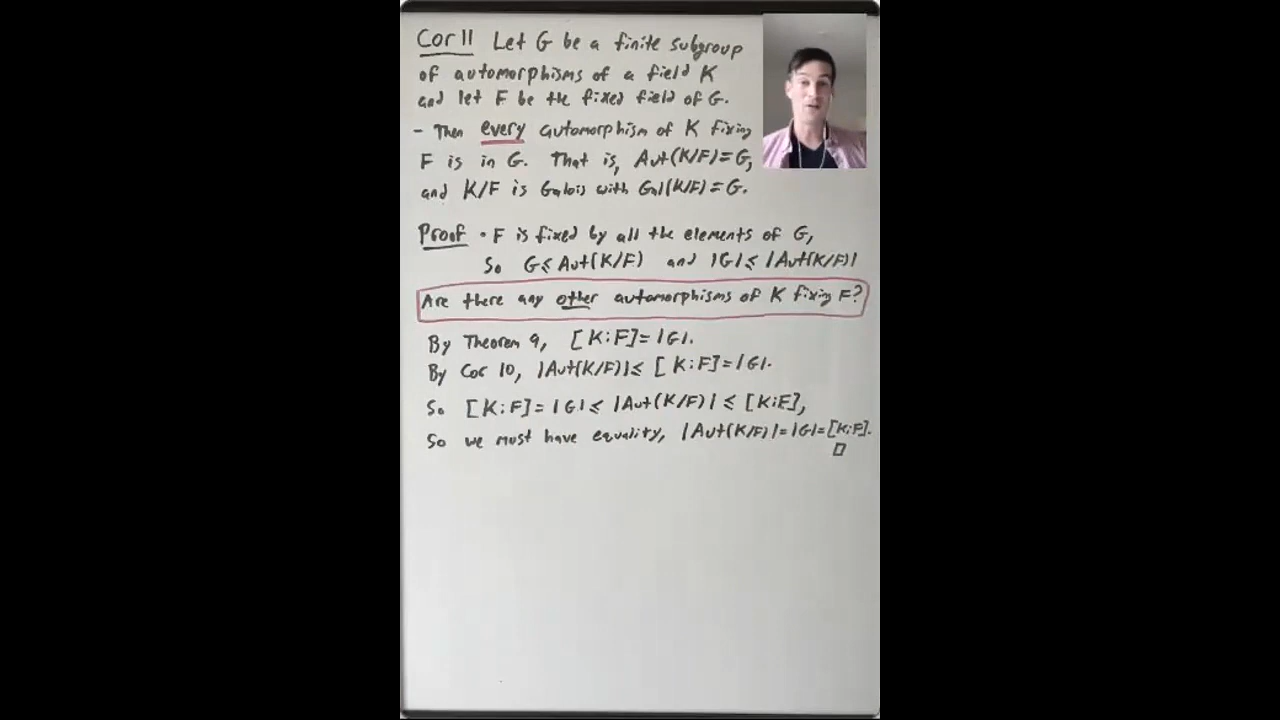 Cor 11 Let G be a finite subgroup
of automorphisms of a field K
and let F be the fixed field of G.
- Then every automorphism of K fixing
F is in G. That is, Aut(K/F)=G,
and K/F is Galois with Gal(K/F)=G.
Proof • F is fixed by all the elements of G,
So G ≤ Aut(K/F) and |G| ≤ |Aut(K/F)|
Are there any other automorphisms of K fixing F?
By Theorem 9, [K:F]=|G|.
By Cor 10, |Aut(K/F)| ≤ [K:F]=|G|.
So [K:F]=|G| ≤ |Aut(K/F)| ≤ [K:F],
So we must have equality, |Aut(K/F)|=|G|=[K:F].
□